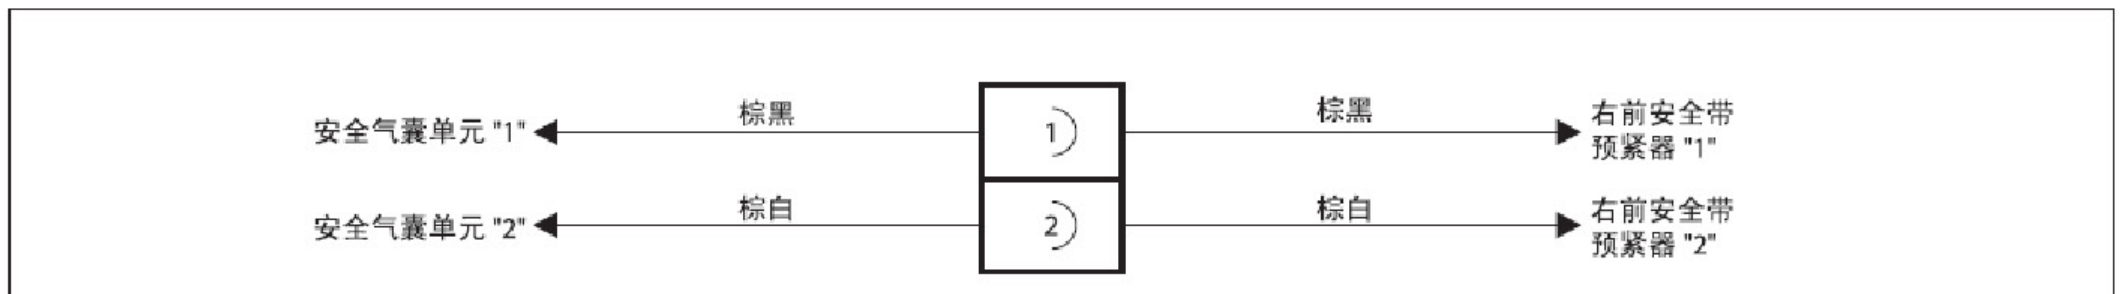 安全气囊单元 "1"
棕黑
1
棕黑
右前安全带
预紧器 "1"
安全气囊单元 "2"
棕白
2
棕白
右前安全带
预紧器 "2"